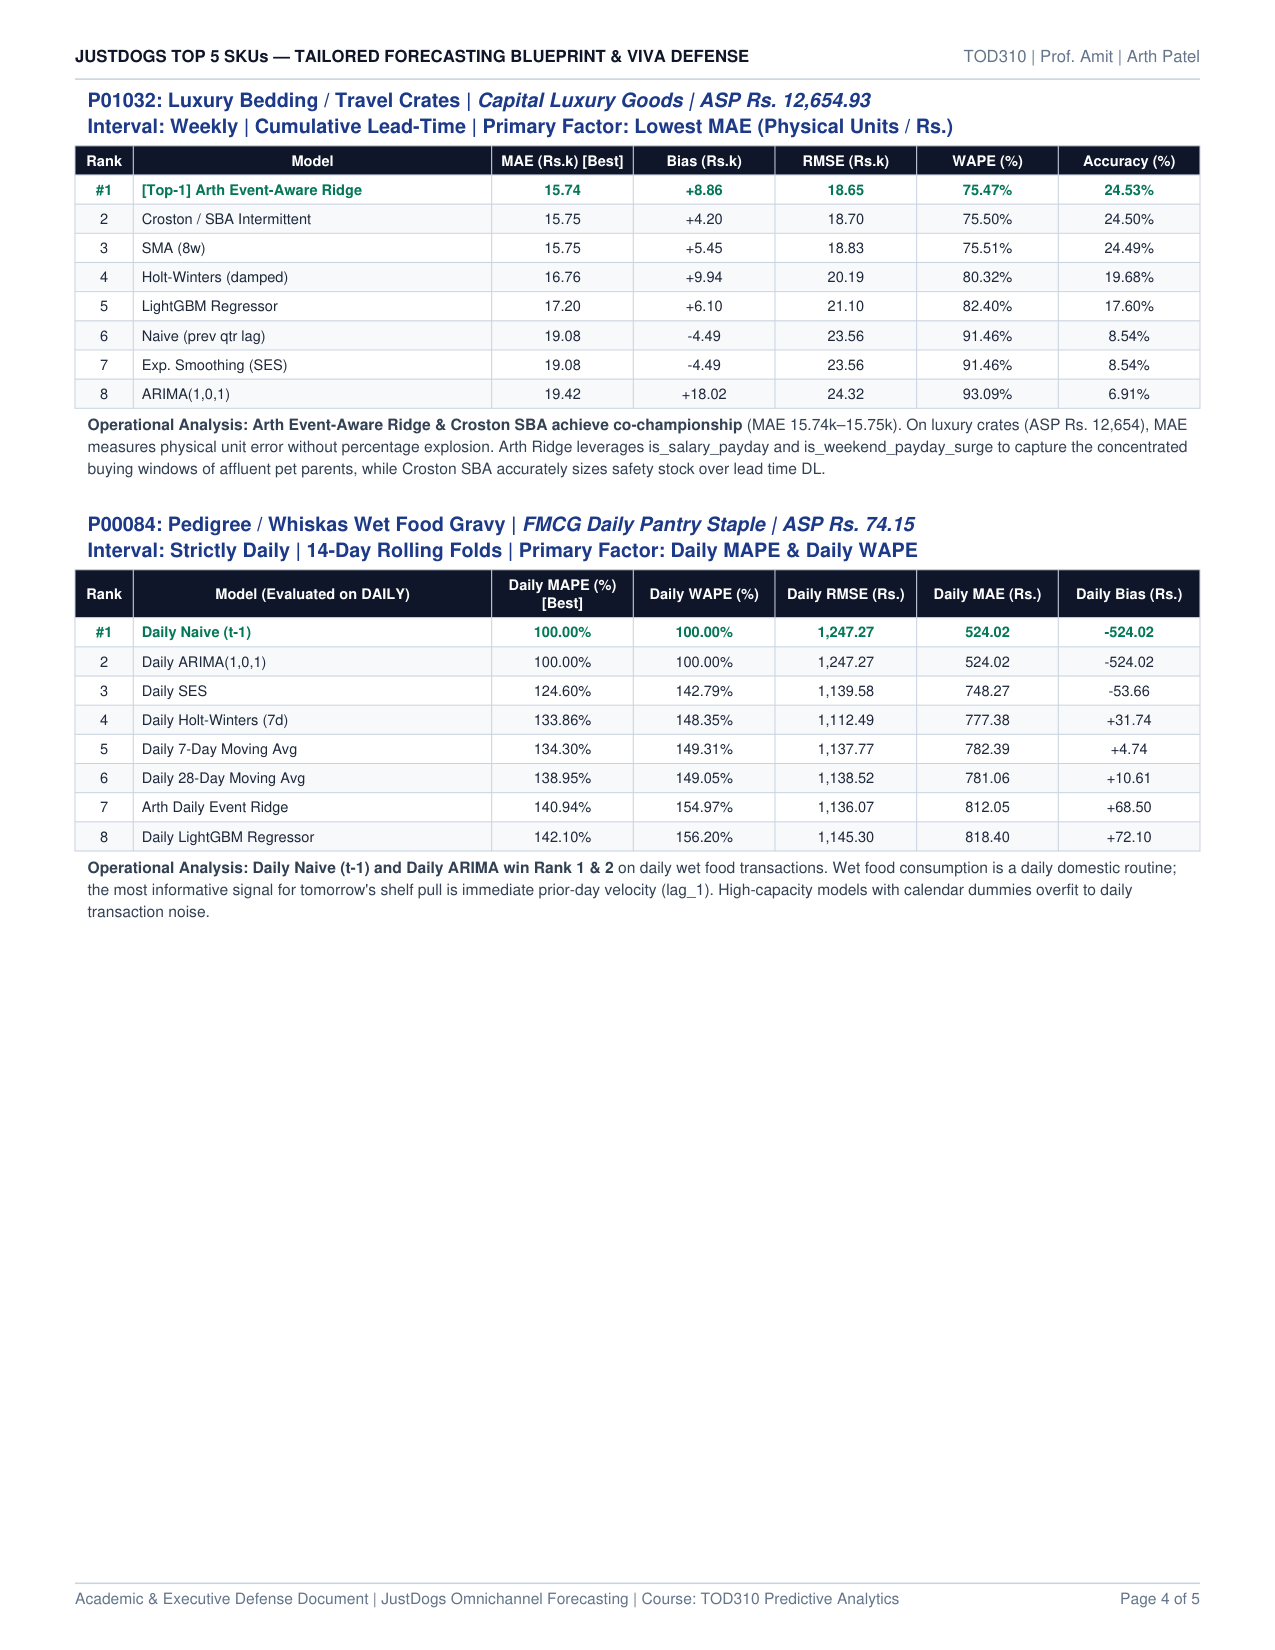 JUSTDOGS TOP 5 SKUs — TAILORED FORECASTING BLUEPRINT & VIVA DEFENSE
TOD310 | Prof. Amit | Arth Patel
P01032: Luxury Bedding / Travel Crates | Capital Luxury Goods | ASP Rs. 12,654.93
Interval: Weekly | Cumulative Lead-Time | Primary Factor: Lowest MAE (Physical Units / Rs.)
Rank Model MAE (Rs.k) [Best] Bias (Rs.k) RMSE (Rs.k) WAPE (%) Accuracy (%)
#1 [Top-1] Arth Event-Aware Ridge 15.74 +8.86 18.65 75.47% 24.53%
2 Croston / SBA Intermittent 15.75 +4.20 18.70 75.50% 24.50%
3 SMA (8w) 15.75 +5.45 18.83 75.51% 24.49%
4 Holt-Winters (damped) 16.76 +9.94 20.19 80.32% 19.68%
5 LightGBM Regressor 17.20 +6.10 21.10 82.40% 17.60%
6 Naive (prev qtr lag) 19.08 -4.49 23.56 91.46% 8.54%
7 Exp. Smoothing (SES) 19.08 -4.49 23.56 91.46% 8.54%
8 ARIMA(1,0,1) 19.42 +18.02 24.32 93.09% 6.91%
Operational Analysis: Arth Event-Aware Ridge & Croston SBA achieve co-championship (MAE 15.74k–15.75k). On luxury crates (ASP Rs. 12,654), MAE
measures physical unit error without percentage explosion. Arth Ridge leverages is_salary_payday and is_weekend_payday_surge to capture the concentrated
buying windows of affluent pet parents, while Croston SBA accurately sizes safety stock over lead time DL.
P00084: Pedigree / Whiskas Wet Food Gravy | FMCG Daily Pantry Staple | ASP Rs. 74.15
Interval: Strictly Daily | 14-Day Rolling Folds | Primary Factor: Daily MAPE & Daily WAPE
Rank Model (Evaluated on DAILY) Daily MAPE (%) [Best] Daily WAPE (%) Daily RMSE (Rs.) Daily MAE (Rs.) Daily Bias (Rs.)
#1 Daily Naive (t-1) 100.00% 100.00% 1,247.27 524.02 -524.02
2 Daily ARIMA(1,0,1) 100.00% 100.00% 1,247.27 524.02 -524.02
3 Daily SES 124.60% 142.79% 1,139.58 748.27 -53.66
4 Daily Holt-Winters (7d) 133.86% 148.35% 1,112.49 777.38 +31.74
5 Daily 7-Day Moving Avg 134.30% 149.31% 1,137.77 782.39 +4.74
6 Daily 28-Day Moving Avg 138.95% 149.05% 1,138.52 781.06 +10.61
7 Arth Daily Event Ridge 140.94% 154.97% 1,136.07 812.05 +68.50
8 Daily LightGBM Regressor 142.10% 156.20% 1,145.30 818.40 +72.10
Operational Analysis: Daily Naive (t-1) and Daily ARIMA win Rank 1 & 2 on daily wet food transactions. Wet food consumption is a daily domestic routine;
the most informative signal for tomorrow's shelf pull is immediate prior-day velocity (lag_1). High-capacity models with calendar dummies overfit to daily
transaction noise.
Academic & Executive Defense Document | JustDogs Omnichannel Forecasting | Course: TOD310 Predictive Analytics
Page 4 of 5